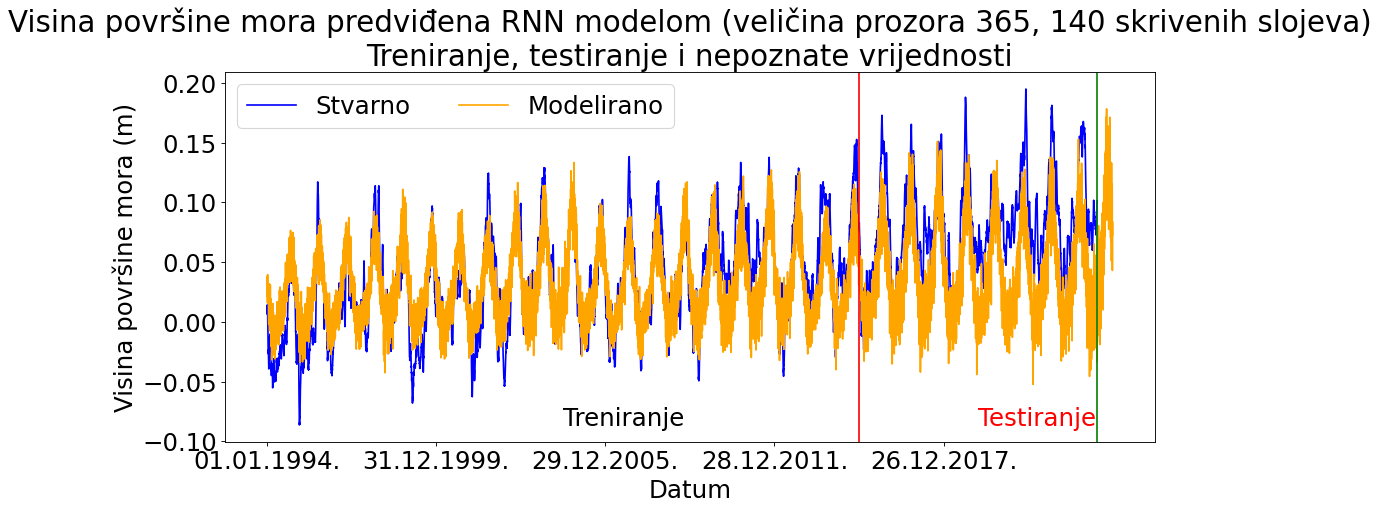 Visina površine mora predviđena RNN modelom (veličina prozora 365, 140 skrivenih slojeva)
Treniranje, testiranje i nepoznate vrijednosti
Stvarno
Modelirano
Visina površine mora (m)
0.20
0.15
0.10
0.05
0.00
−0.05
−0.10
Treniranje
Testiranje
01.01.1994.
31.12.1999.
29.12.2005.
28.12.2011.
26.12.2017.
Datum